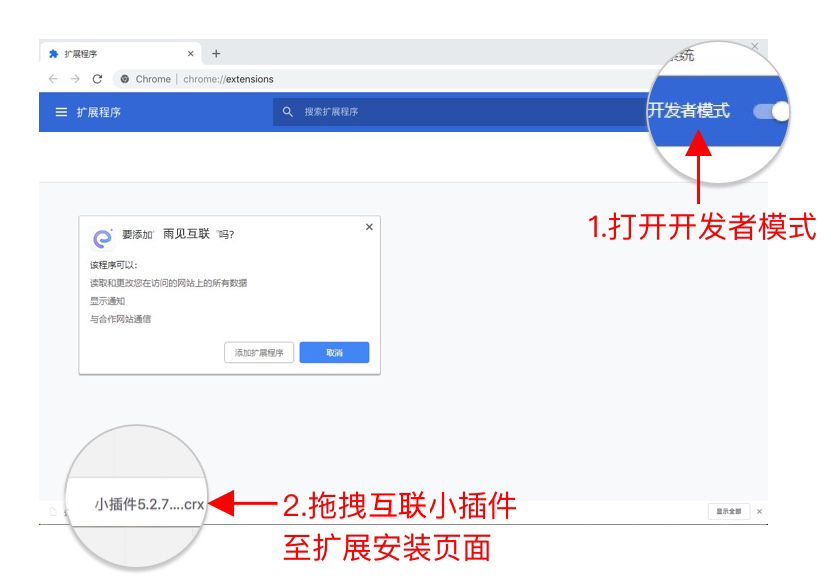 扩展程序
Chrome | chrome://extensions
系统
扩展程序
搜索扩展程序
开发者模式
1.打开开发者模式
要添加“雨见互联”吗?
该程序可以:
读取和更改您在访问的网站上的所有数据
显示通知
与合作网站通信
添加扩展程序
取消
小插件5.2.7....crx
2.拖拽互联小插件
至扩展安装页面
显示全部